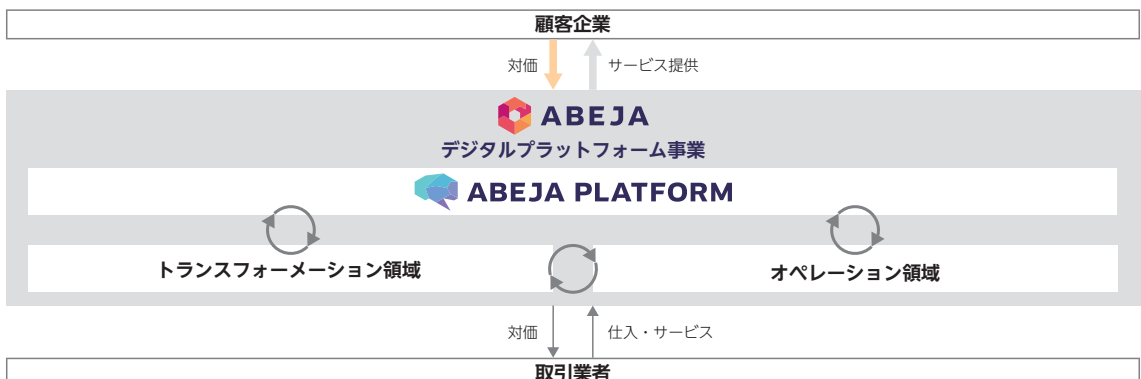 顧客企業
対価 サービス提供
ABEJA
デジタルプラットフォーム事業
ABEJA PLATFORM
トランスフォーメーション領域 オペレーション領域
対価 仕入・サービス
取引業者